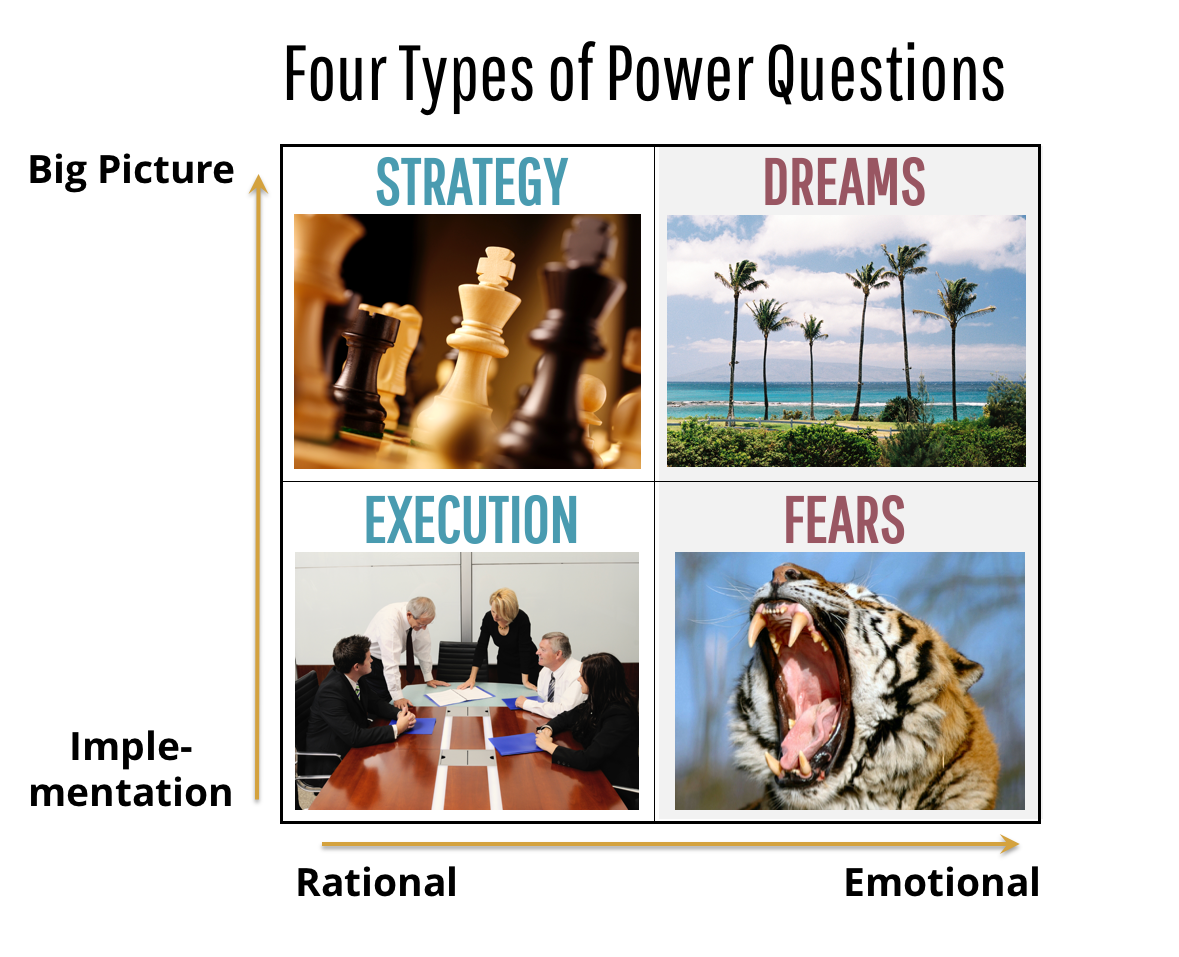 Four Types of Power Questions
Big Picture
STRATEGY
DREAMS
EXECUTION
FEARS
Imple-
mentation
Rational
Emotional